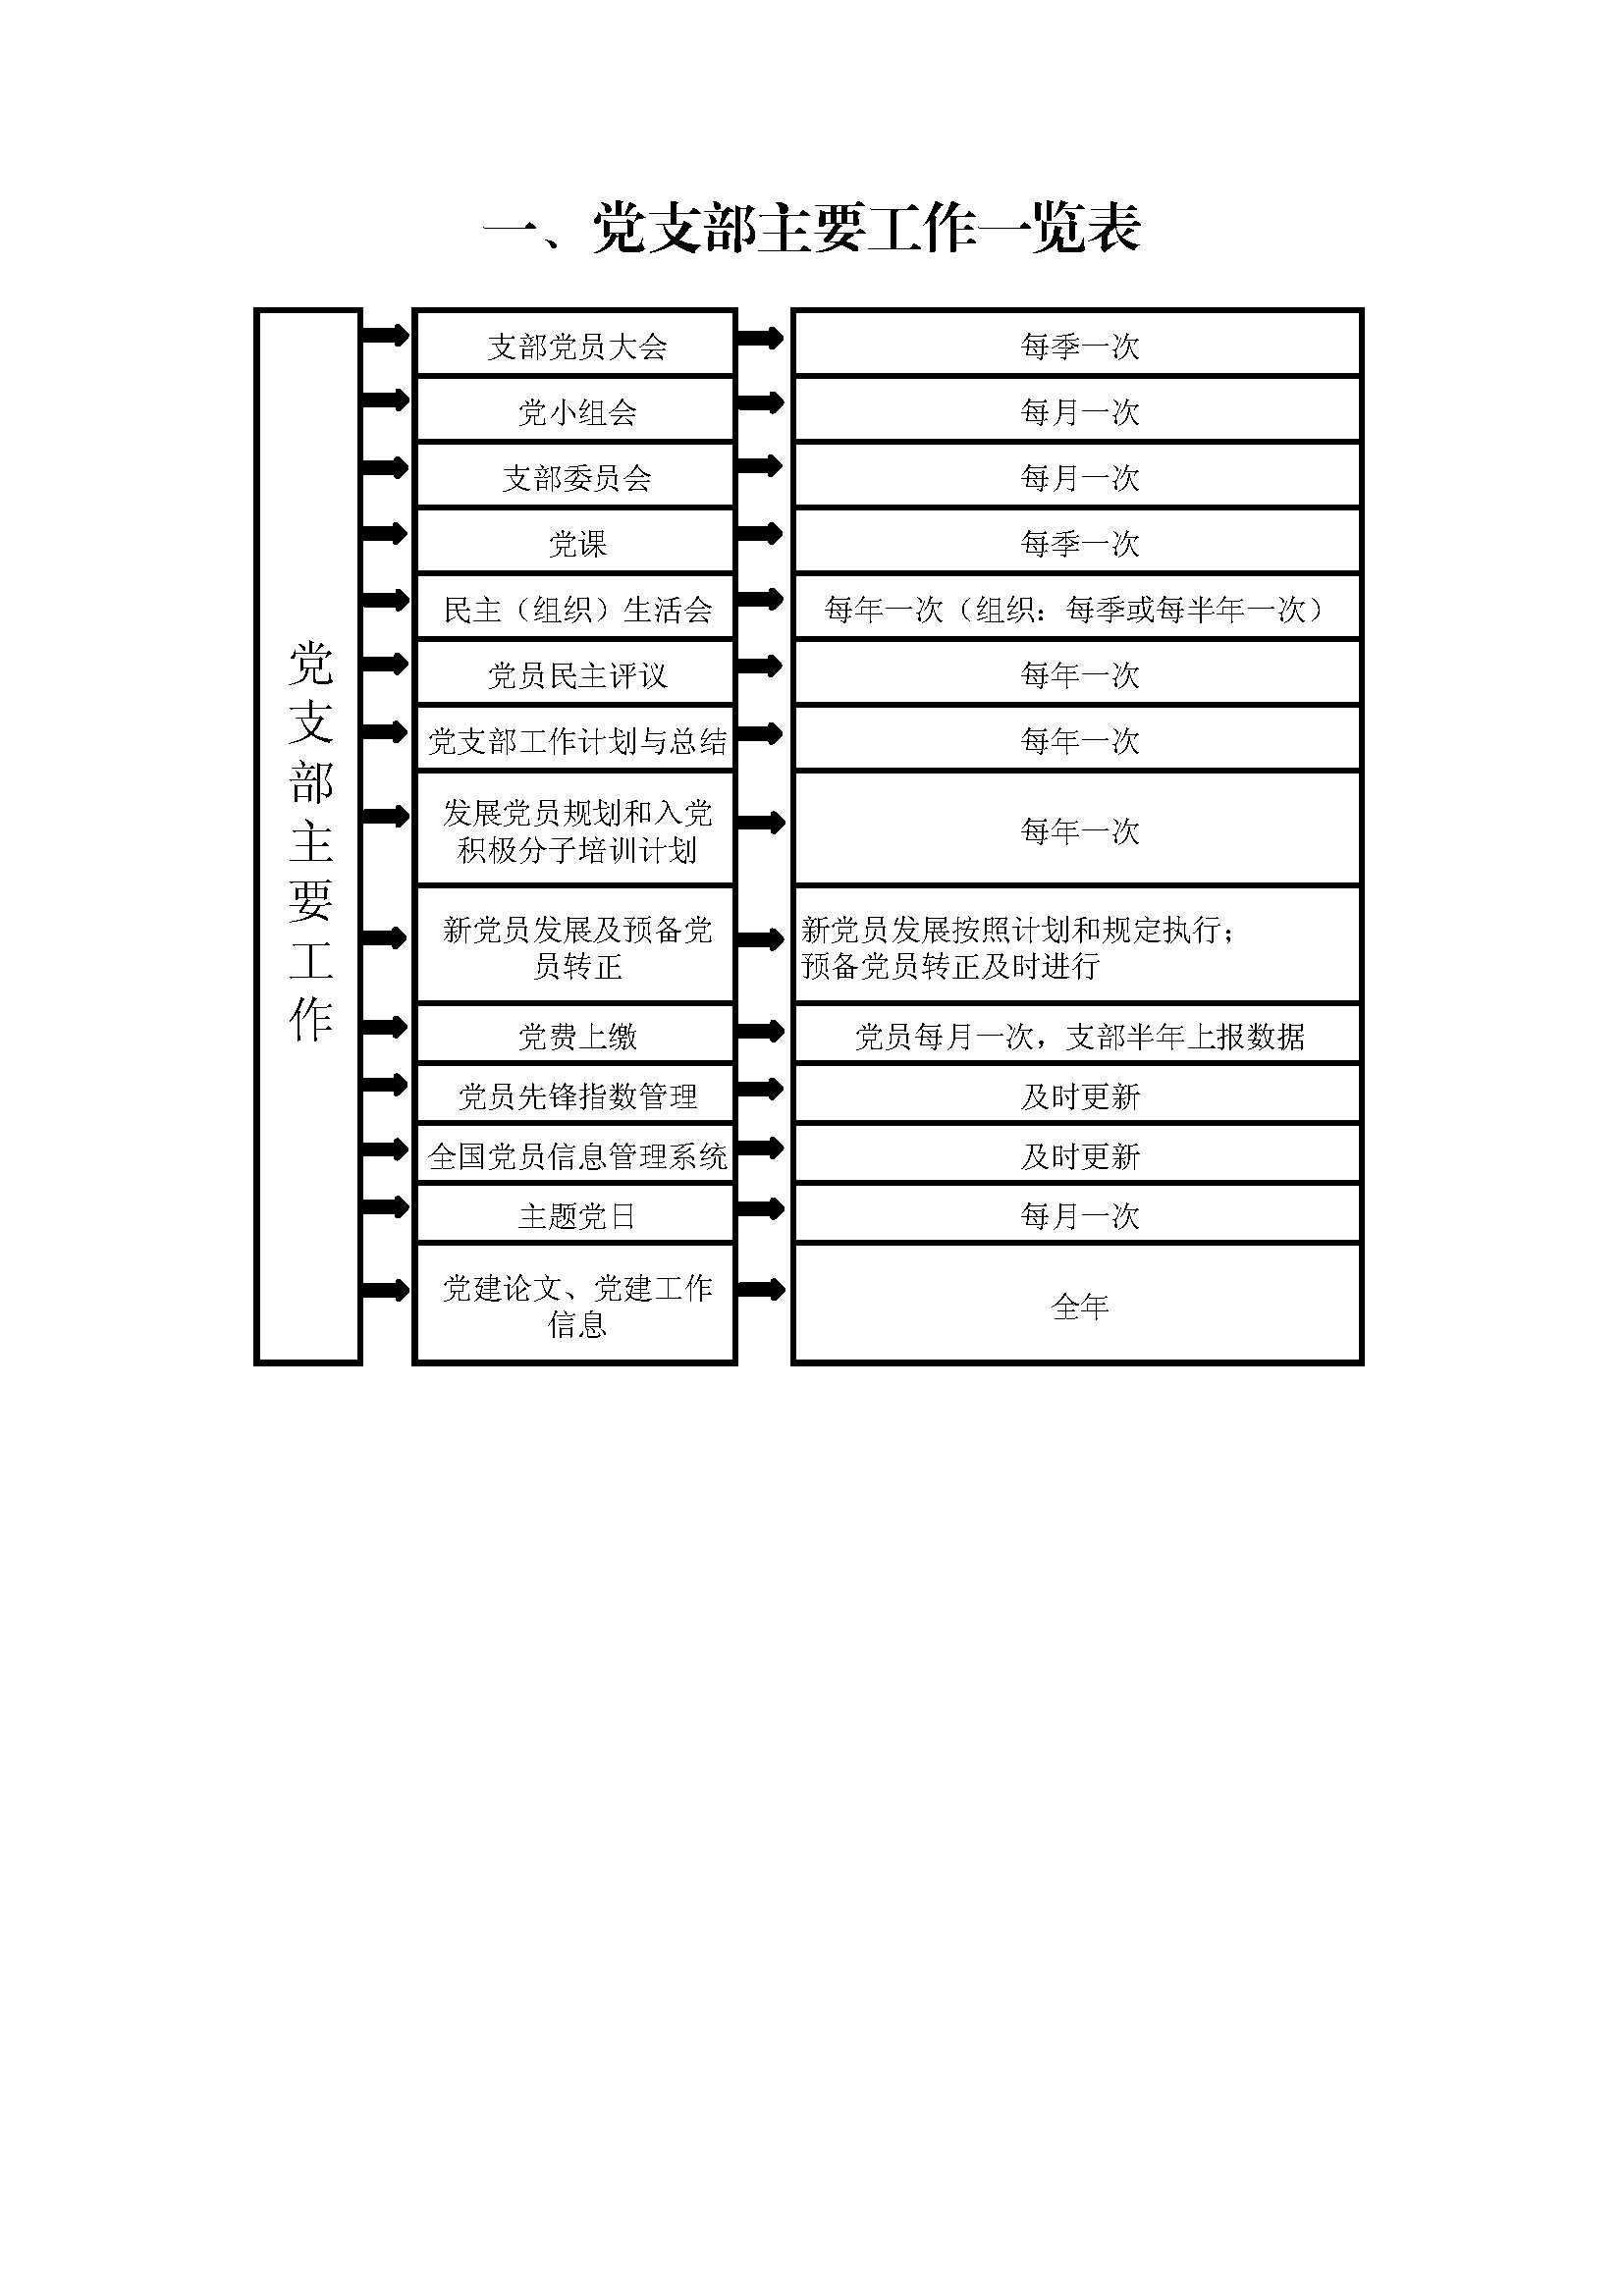 一、党支部主要工作一览表
党支部主要工作
支部党员大会
每季一次
党小组会
每月一次
支部委员会
每月一次
党课
每季一次
民主（组织）生活会
每年一次（组织：每季或每半年一次）
党员民主评议
每年一次
党支部工作计划与总结
每年一次
发展党员规划和入党
积极分子培训计划
每年一次
新党员发展及预备党
员转正
新党员发展按照计划和规定执行；
预备党员转正及时进行
党费上缴
党员每月一次，支部半年上报数据
党员先锋指数管理
及时更新
全国党员信息管理系统
及时更新
主题党日
每月一次
党建论文、党建工作
信息
全年